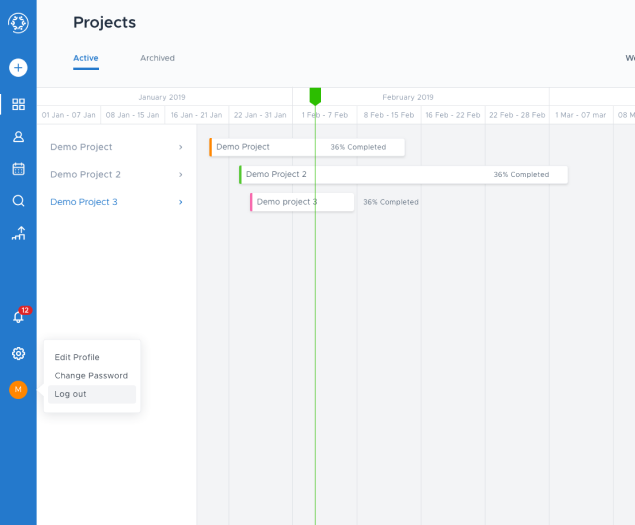 Projects
Active
Archived
January 2019
February 2019
01 Jan - 07 Jan
08 Jan - 15 Jan
16 Jan - 21 Jan
22 Jan - 31 Jan
1 Feb - 7 Feb
8 Feb - 15 Feb
16 Feb - 22 Feb
22 Feb - 28 Feb
1 Mar - 07 mar
Demo Project
Demo Project
36% Completed
Demo Project 2
Demo Project 2
36% Completed
Demo Project 3
Demo project 3
36% Completed
12
Edit Profile
Change Password
M
Log out